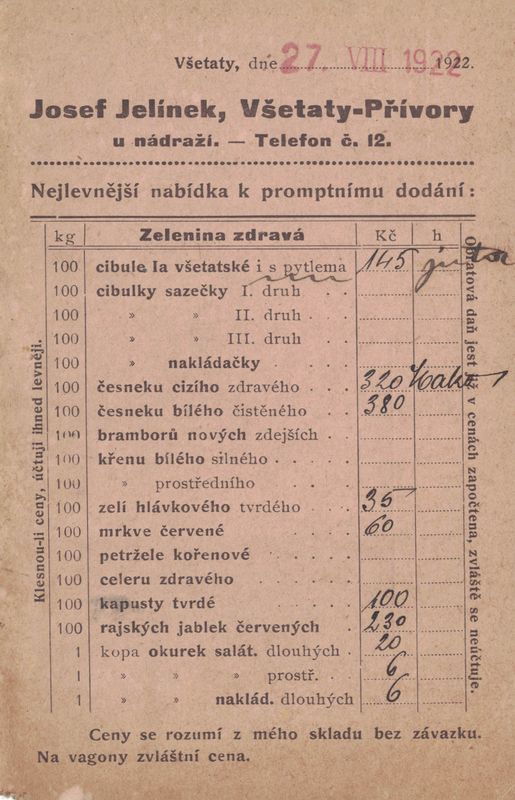 Všetaty, dne 27. VIII 1922 1922.
Josef Jelínek, Všetaty-Přívory
u nádraží. — Telefon č. 12.
Nejlevnější nabídka k promptnímu dodání:
kg Zelenina zdravá Kč h
100 cibule Ia všetatské i s pytlema 145
100 cibulky sazečky I. druh . .
100 » » II. druh . .
100 » » III. druh . .
100 » nakládačky . . . .
100 česneku cizího zdravého . . . 320
100 česneku bílého čistěného . . . 380
100 bramborů nových zdejších . .
100 křenu bílého silného . . . . .
100 » prostředního . . . .
100 zelí hlávkového tvrdého . . . 35
100 mrkve červené . . . . . 60
100 petržele kořenové . . . .
100 celeru zdravého . . . . .
100 kapusty tvrdé . . . . . 100
100 rajských jablek červených . . 230
1 kopa okurek salát. dlouhých . 20
1 » » » prostř. . . 6
1 » » naklád. dlouhých 6
Klesnou-li ceny, účtuji ihned levněji.
Obratová daň jest již v cenách započtena, zvláště se neúčtuje.
Ceny se rozumí z mého skladu bez závazku.
Na vagony zvláštní cena.